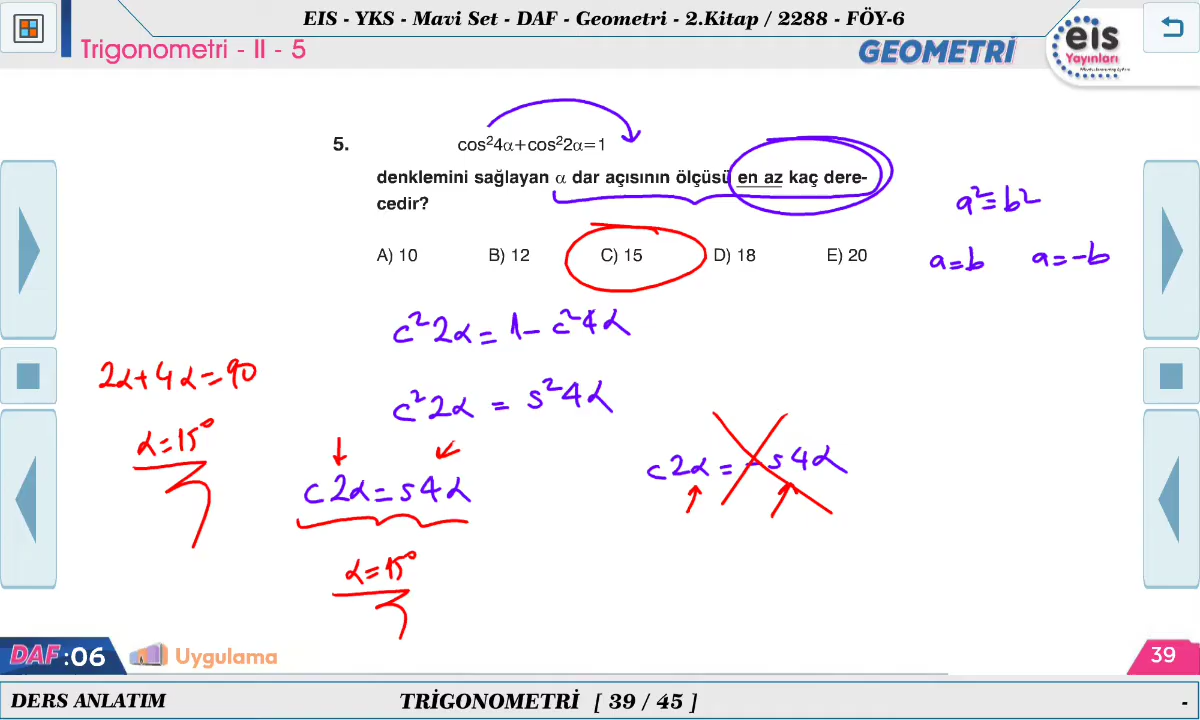 EIS - YKS - Mavi Set - DAF - Geometri - 2.Kitap / 2288 - FÖY-6
Trigonometri - II - 5
GEOMETRİ
eis
Yayınları
5.
cos²4α+cos²2α=1
denklemini sağlayan α dar açısının ölçüsü en az kaç dere-
cedir?
A) 10 B) 12 C) 15 D) 18 E) 20
a²=b²
a=b a=-b
c²2α=1-c²4α
2α+4α=90
c²2α = s²4α
α=15°
c2α=s4α
c2α=-s4α
α=15°
DAF:06
Uygulama
39
DERS ANLATIM
TRİGONOMETRİ [ 39 / 45 ]
-